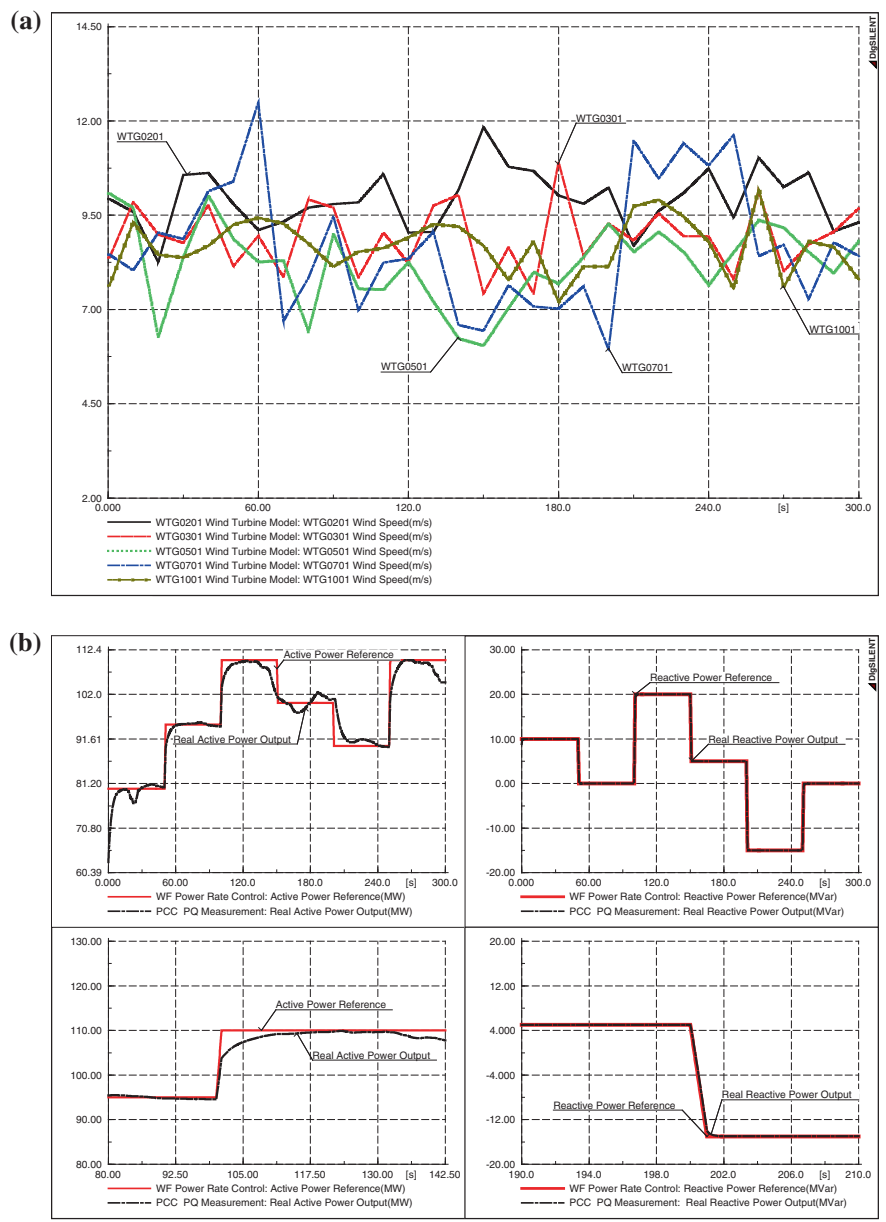 (a)
14.50
DIgSILENT
12.00
WTG0201
WTG0301
9.50
7.00
WTG1001
WTG0501
WTG0701
4.50
2.00
0.000 60.00 120.0 180.0 240.0 [s] 300.0
WTG0201 Wind Turbine Model: WTG0201 Wind Speed(m/s)
WTG0301 Wind Turbine Model: WTG0301 Wind Speed(m/s)
WTG0501 Wind Turbine Model: WTG0501 Wind Speed(m/s)
WTG0701 Wind Turbine Model: WTG0701 Wind Speed(m/s)
WTG1001 Wind Turbine Model: WTG1001 Wind Speed(m/s)
(b)
112.4
Active Power Reference
102.0
91.61
Real Active Power Output
81.20
70.80
60.39
0.000 60.00 120.0 180.0 240.0 [s] 300.0
WF Power Rate Control: Active Power Reference(MW)
PCC PQ Measurement: Real Active Power Output(MW)
DIgSILENT
30.00
Reactive Power Reference
20.00
10.00
Real Reactive Power Output
0.00
-10.00
-20.00
0.000 60.00 120.0 180.0 240.0 [s] 300.0
WF Power Rate Control: Reactive Power Reference(MVar)
PCC PQ Measurement: Real Reactive Power Output(MVar)
130.00
120.00
Active Power Reference
110.00
Real Active Power Output
100.00
95.00
80.00
80.00 92.50 105.00 [s] 117.50 130.00 142.50
WF Power Rate Control: Active Power Reference(MW)
PCC PQ Measurement: Real Active Power Output(MW)
20.00
12.00
4.000
-4.000
Real Reactive Power Output
Reactive Power Reference
-12.00
-20.00
190.0 194.0 198.0 [s] 202.0 206.0 210.0
WF Power Rate Control: Reactive Power Reference(MVar)
PCC PQ Measurement: Real Reactive Power Output(MVar)